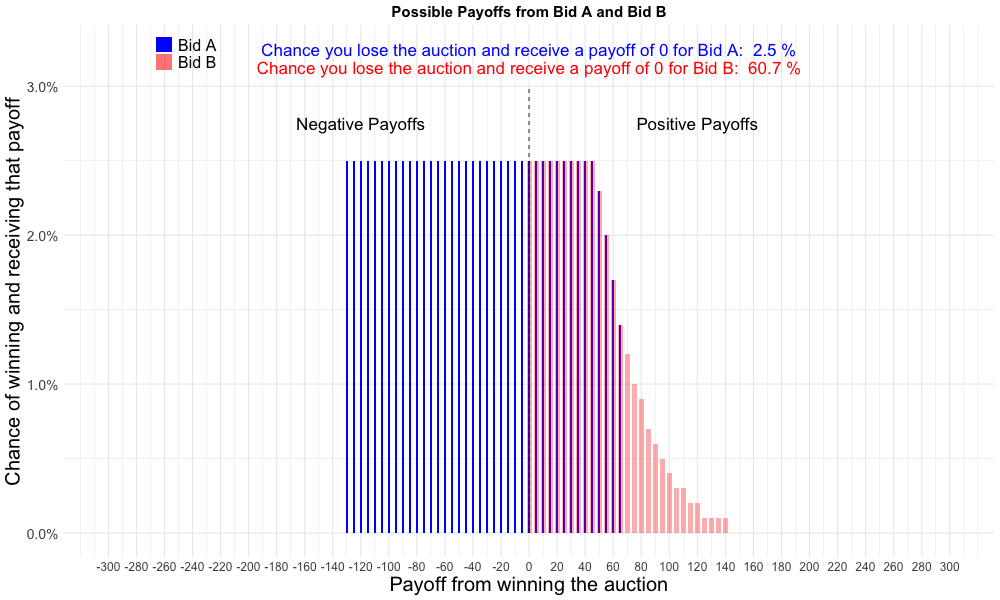 Possible Payoffs from Bid A and Bid B
Bid A
Bid B
Chance you lose the auction and receive a payoff of 0 for Bid A:  2.5 %
Chance you lose the auction and receive a payoff of 0 for Bid B:  60.7 %
Negative Payoffs
Positive Payoffs
Chance of winning and receiving that payoff
3.0%
2.0%
1.0%
0.0%
-300 -280 -260 -240 -220 -200 -180 -160 -140 -120 -100 -80 -60 -40 -20 0 20 40 60 80 100 120 140 160 180 200 220 240 260 280 300
Payoff from winning the auction